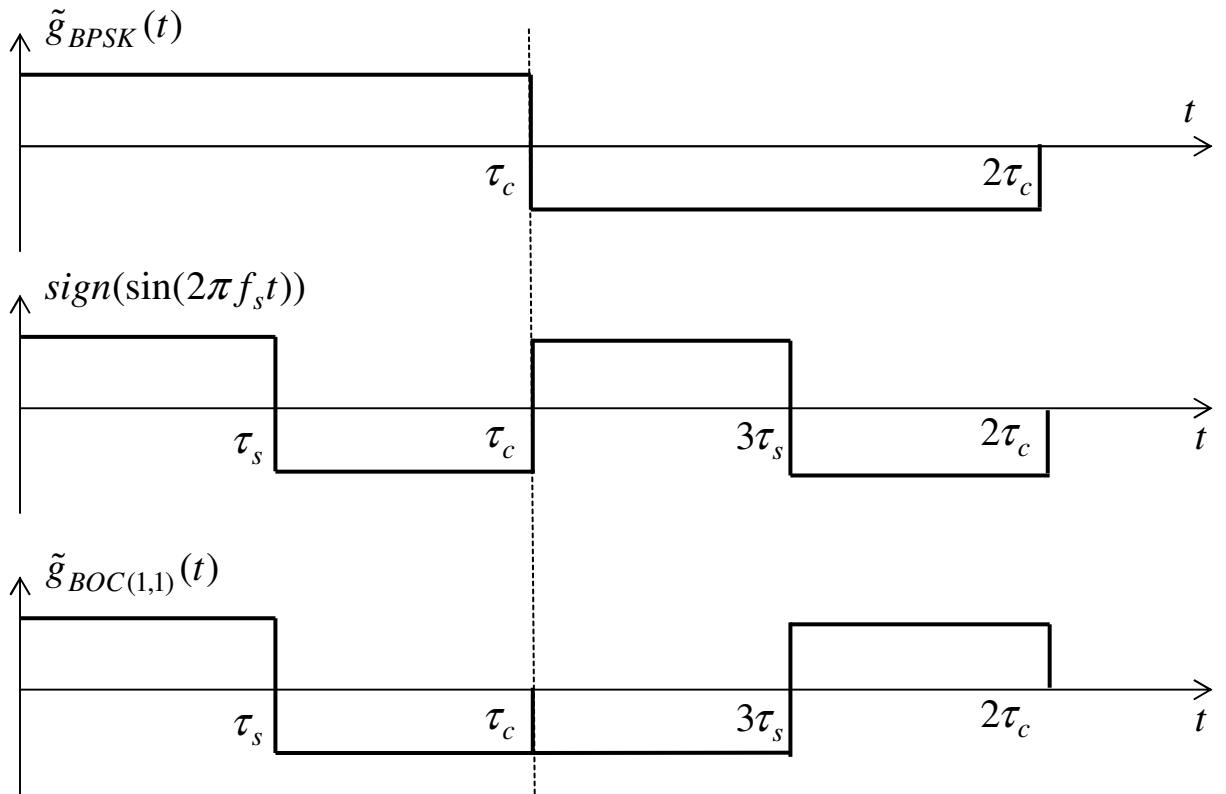 g̃_BPSK(t)
t
τ_c 2τ_c
sign(sin(2πf_s t))
τ_s τ_c 3τ_s 2τ_c t
g̃_BOC(1,1)(t)
τ_s τ_c 3τ_s 2τ_c t